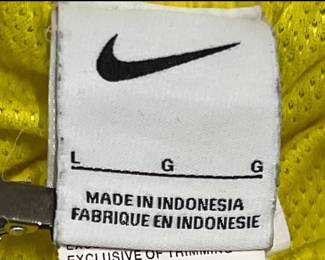 L G G
MADE IN INDONESIA
FABRIQUE EN INDONESIE
EXCLUSIVE OF TRIMMING